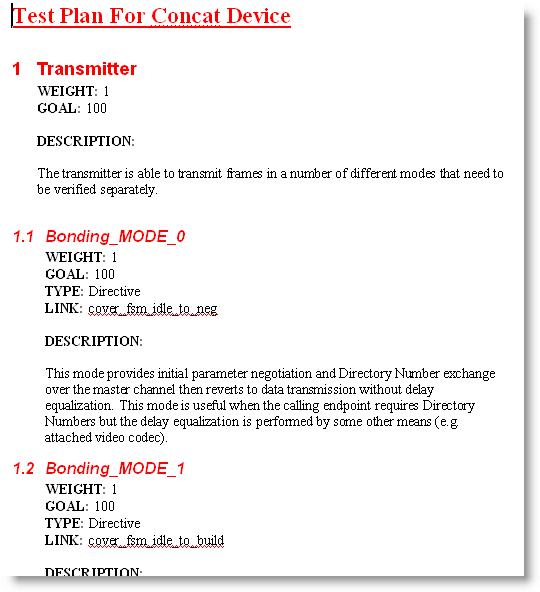 Test Plan For Concat Device
1 Transmitter
WEIGHT: 1
GOAL: 100
DESCRIPTION:
The transmitter is able to transmit frames in a number of different modes that need to
be verified separately.
1.1 Bonding_MODE_0
WEIGHT: 1
GOAL: 100
TYPE: Directive
LINK: cover_fsm_idle_to_neg
DESCRIPTION:
This mode provides initial parameter negotiation and Directory Number exchange
over the master channel then reverts to data transmission without delay
equalization. This mode is useful when the calling endpoint requires Directory
Numbers but the delay equalization is performed by some other means (e.g.
attached video codec).
1.2 Bonding_MODE_1
WEIGHT: 1
GOAL: 100
TYPE: Directive
LINK: cover_fsm_idle_to_build
DESCRIPTION: